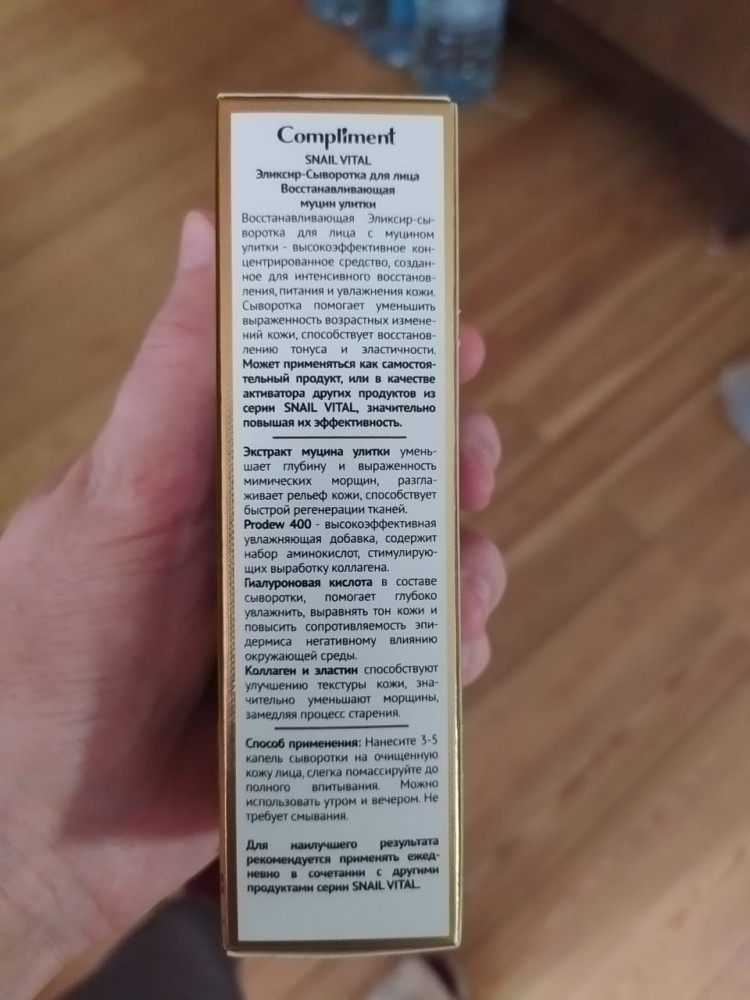 Compliment
SNAIL VITAL
Эликсир-Сыворотка для лица
Восстанавливающая
муцин улитки
Восстанавливающая Эликсир-сы-
воротка для лица с муцином
улитки - высокоэффективное кон-
центрированное средство, создан-
ное для интенсивного восстанов-
ления, питания и увлажнения кожи.
Сыворотка помогает уменьшить
выраженность возрастных измене-
ний кожи, способствует восстанов-
лению тонуса и эластичности.
Может применяться как самостоя-
тельный продукт, или в качестве
активатора других продуктов из
серии SNAIL VITAL, значительно
повышая их эффективность.
Экстракт муцина улитки умень-
шает глубину и выраженность
мимических морщин, разгла-
живает рельеф кожи, способствует
быстрой регенерации тканей.
Prodew 400 - высокоэффективная
увлажняющая добавка, содержит
набор аминокислот, стимулирую-
щих выработку коллагена.
Гиалуроновая кислота в составе
сыворотки, помогает глубоко
увлажнить, выравнять тон кожи и
повысить сопротивляемость эпи-
дермиса негативному влиянию
окружающей среды.
Коллаген и эластин способствуют
улучшению текстуры кожи, зна-
чительно уменьшают морщины,
замедляя процесс старения.
Способ применения: Нанесите 3-5
капель сыворотки на очищенную
кожу лица, слегка помассируйте до
полного впитывания. Можно
использовать утром и вечером. Не
требует смывания.
Для наилучшего результата
рекомендуется применять ежед-
невно в сочетании с другими
продуктами серии SNAIL VITAL.